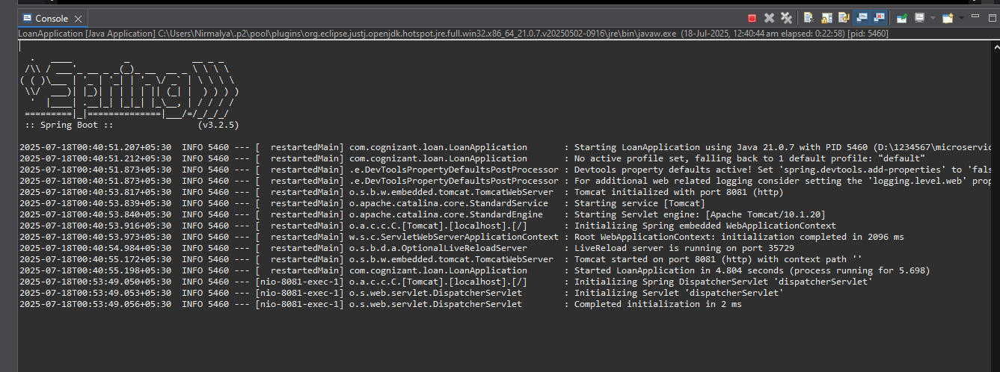 Console
LoanApplication [Java Application] C:\Users\Nirmalya\.p2\pool\plugins\org.eclipse.justj.openjdk.hotspot.jre.full.win32.x86_64_21.0.7.v20250502-0916\jre\bin\javaw.exe (18-Jul-2025, 12:40:44 am elapsed: 0:22:58) [pid: 5460]
  .   ____          _            __ _ _
 /\\ / ___'_ __ _ _(_)_ __  __ _ \ \ \ \
( ( )\___ | '_ | '_| | '_ \/ _` | \ \ \ \
 \\/  ___)| |_)| | | | | || (_| |  ) ) ) )
  '  |____| .__|_| |_|_| |_\__, | / / / /
 =========|_|==============|___/=/_/_/_/
 :: Spring Boot ::                (v3.2.5)
2025-07-18T00:40:51.207+05:30  INFO 5460 --- [  restartedMain] com.cognizant.loan.LoanApplication       : Starting LoanApplication using Java 21.0.7 with PID 5460 (D:\1234567\microservic
2025-07-18T00:40:51.212+05:30  INFO 5460 --- [  restartedMain] com.cognizant.loan.LoanApplication       : No active profile set, falling back to 1 default profile: "default"
2025-07-18T00:40:51.873+05:30  INFO 5460 --- [  restartedMain] .e.DevToolsPropertyDefaultsPostProcessor : Devtools property defaults active! Set 'spring.devtools.add-properties' to 'fals
2025-07-18T00:40:51.873+05:30  INFO 5460 --- [  restartedMain] .e.DevToolsPropertyDefaultsPostProcessor : For additional web related logging consider setting the 'logging.level.web' prop
2025-07-18T00:40:53.817+05:30  INFO 5460 --- [  restartedMain] o.s.b.w.embedded.tomcat.TomcatWebServer  : Tomcat initialized with port 8081 (http)
2025-07-18T00:40:53.839+05:30  INFO 5460 --- [  restartedMain] o.apache.catalina.core.StandardService   : Starting service [Tomcat]
2025-07-18T00:40:53.840+05:30  INFO 5460 --- [  restartedMain] o.apache.catalina.core.StandardEngine    : Starting Servlet engine: [Apache Tomcat/10.1.20]
2025-07-18T00:40:53.916+05:30  INFO 5460 --- [  restartedMain] o.a.c.c.C.[Tomcat].[localhost].[/]       : Initializing Spring embedded WebApplicationContext
2025-07-18T00:40:53.973+05:30  INFO 5460 --- [  restartedMain] w.s.c.ServletWebServerApplicationContext : Root WebApplicationContext: initialization completed in 2096 ms
2025-07-18T00:40:54.984+05:30  INFO 5460 --- [  restartedMain] o.s.b.d.a.OptionalLiveReloadServer       : LiveReload server is running on port 35729
2025-07-18T00:40:55.172+05:30  INFO 5460 --- [  restartedMain] o.s.b.w.embedded.tomcat.TomcatWebServer  : Tomcat started on port 8081 (http) with context path ''
2025-07-18T00:40:55.198+05:30  INFO 5460 --- [  restartedMain] com.cognizant.loan.LoanApplication       : Started LoanApplication in 4.804 seconds (process running for 5.698)
2025-07-18T00:53:49.050+05:30  INFO 5460 --- [nio-8081-exec-1] o.a.c.c.C.[Tomcat].[localhost].[/]       : Initializing Spring DispatcherServlet 'dispatcherServlet'
2025-07-18T00:53:49.053+05:30  INFO 5460 --- [nio-8081-exec-1] o.s.web.servlet.DispatcherServlet        : Initializing Servlet 'dispatcherServlet'
2025-07-18T00:53:49.056+05:30  INFO 5460 --- [nio-8081-exec-1] o.s.web.servlet.DispatcherServlet        : Completed initialization in 2 ms